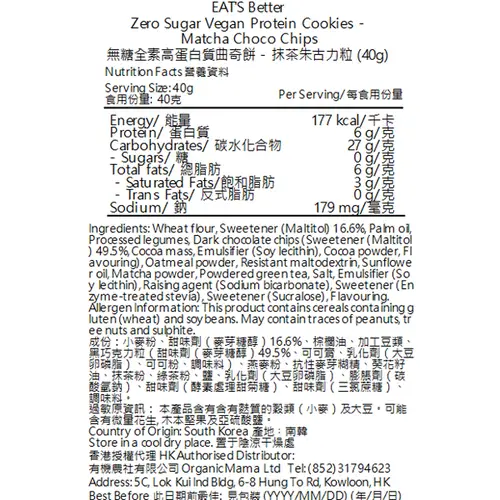 EAT'S Better
Zero Sugar Vegan Protein Cookies -
Matcha Choco Chips
無糖全素高蛋白質曲奇餅 - 抹茶朱古力粒 (40g)
Nutrition Facts 營養資料
Serving Size: 40g
食用份量: 40克
Per Serving/ 每食用份量
Energy/ 能量 177 kcal/千卡
Protein/ 蛋白質 6 g/克
Carbohydrates/ 碳水化合物 27 g/克
- Sugars/ 糖 0 g/克
Total fats/ 總脂肪 6 g/克
- Saturated Fats/飽和脂肪 3 g/克
- Trans Fats/ 反式脂肪 0 g/克
Sodium/ 鈉 179 mg/毫克
Ingredients: Wheat flour, Sweetener (Maltitol) 16.6%, Palm oil,
Processed legumes, Dark chocolate chips (Sweetener (Maltitol
) 49.5%, Cocoa mass, Emulsifier (Soy lecithin), Cocoa powder, Fl
avouring), Oatmeal powder, Resistant maltodextrin, Sunflowe
r oil, Matcha powder, Powdered green tea, Salt, Emulsifier (So
y lecithin), Raising agent (Sodium bicarbonate), Sweetener (En
zyme-treated stevia), Sweetener (Sucralose), Flavouring.
Allergen Information: This product contains cereals containing g
luten (wheat) and soybeans. May contain traces of peanuts, tr
ee nuts and sulphite.
成份：小麥粉、甜味劑（麥芽糖醇）16.6%、棕櫚油、加工豆類、
黑巧克力粒（甜味劑（麥芽糖醇）49.5%、可可膏、乳化劑（大豆
卵磷脂）、可可粉、調味料）、燕麥粉、抗性麥芽糊精、葵花籽
油、抹茶粉、綠茶粉、鹽、乳化劑（大豆卵磷脂）、膨脹劑（碳
酸氫鈉）、甜味劑（酵素處理甜菊糖）、甜味劑（三氯蔗糖）、
調味料。
過敏原資訊：本產品含有含有麩質的穀類（小麥）及大豆。可能
含有微量花生, 木本堅果及亞硫酸鹽。
Country of Origin: South Korea 產地：南韓
Store in a cool dry place. 置于陰涼干燥處
香港授權代理 HK Authorised Distributor:
有機農社有限公司 Organic Mama Ltd Tel: (852) 31794623
Address: 5C, Lok Kui Ind Bldg, 6-8 Hung To Rd, Kowloon, HK
Best Before 此日期前最佳: 見包裝 (YYYY/MM/DD) (年/月/日)